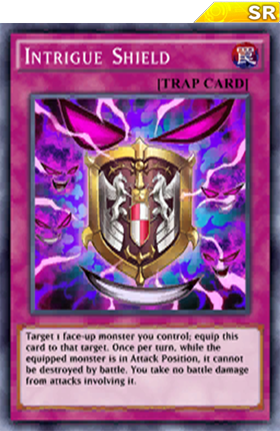 SR
Intrigue Shield
[TRAP CARD]
Target 1 face-up monster you control; equip this
card to that target. Once per turn, while the
equipped monster is in Attack Position, it cannot
be destroyed by battle. You take no battle damage
from attacks involving it.